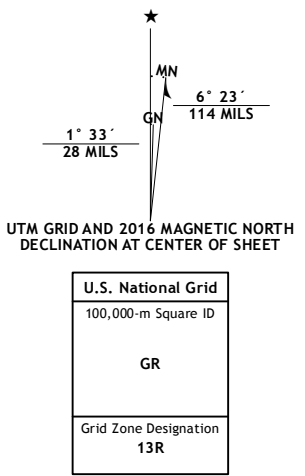 ★
MN
GN
6° 23´
114 MILS
1° 33´
28 MILS
UTM GRID AND 2016 MAGNETIC NORTH
DECLINATION AT CENTER OF SHEET
U.S. National Grid
100,000-m Square ID
GR
Grid Zone Designation
13R